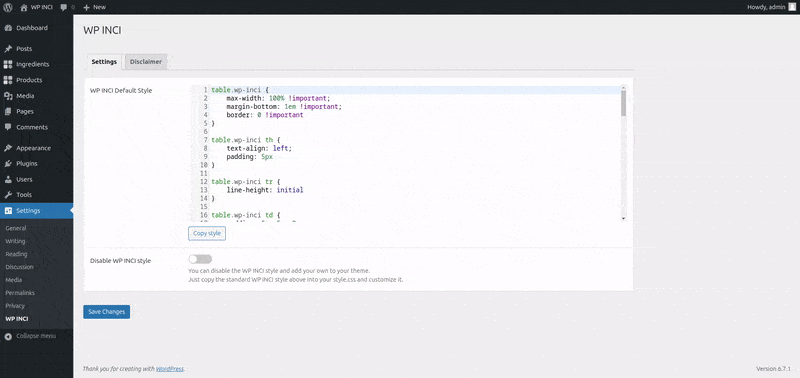 WP INCI 0 + New Howdy, admin
Dashboard
Posts
Ingredients
Products
Media
Pages
Comments
Appearance
Plugins
Users
Tools
Settings
General
Writing
Reading
Discussion
Media
Permalinks
Privacy
WP INCI
Collapse menu
WP INCI
Settings Disclaimer
WP INCI Default Style
1 table.wp-inci {
2 max-width: 100% !important;
3 margin-bottom: 1em !important;
4 border: 0 !important
5 }
6
7 table.wp-inci th {
8 text-align: left;
9 padding: 5px
10 }
11
12 table.wp-inci tr {
13 line-height: initial
14 }
15
16 table.wp-inci td {
Copy style
Disable WP INCI style
You can disable the WP INCI style and add your own to your theme.
Just copy the standard WP INCI style above into your style.css and customize it.
Save Changes
Thank you for creating with WordPress. Version 6.7.1